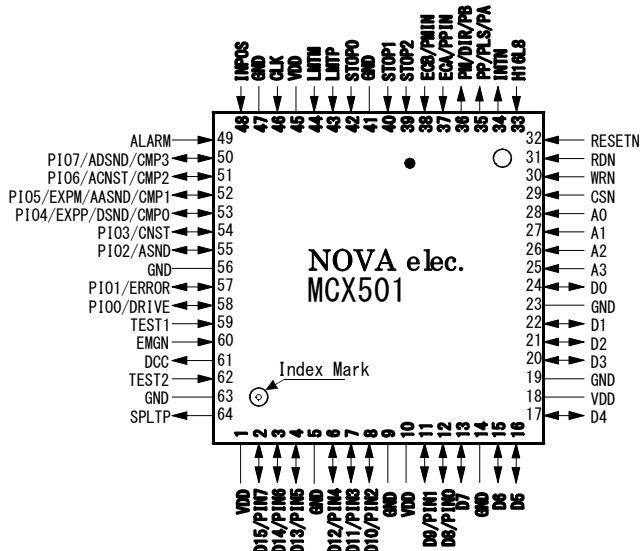 INPOS
GND
CLK
VDD
LMTM
LMTP
STOP0
GND
STOP1
STOP2
ECB/PMIN
ECA/PPIN
PM/DIR/PB
PP/PLS/PA
INTN
H16L8
48
47
46
45
44
43
42
41
40
39
38
37
36
35
34
33
ALARM 49
PIO7/ADSND/CMP3 50
PIO6/ACNST/CMP2 51
PIO5/EXPM/AASND/CMP1 52
PIO4/EXPP/DSND/CMP0 53
PIO3/CNST 54
PIO2/ASND 55
GND 56
PIO1/ERROR 57
PIO0/DRIVE 58
TEST1 59
EMGN 60
DCC 61
TEST2 62
GND 63
SPLTP 64
NOVA elec.
MCX501
Index Mark
32 RESETN
31 RDN
30 WRN
29 CSN
28 A0
27 A1
26 A2
25 A3
24 D0
23 GND
22 D1
21 D2
20 D3
19 GND
18 VDD
17 D4
1
2
3
4
5
6
7
8
9
10
11
12
13
14
15
16
VDD
D15/PIN7
D14/PIN6
D13/PIN5
GND
D12/PIN4
D11/PIN3
D10/PIN2
GND
VDD
D9/PIN1
D8/PIN0
D7
GND
D6
D5